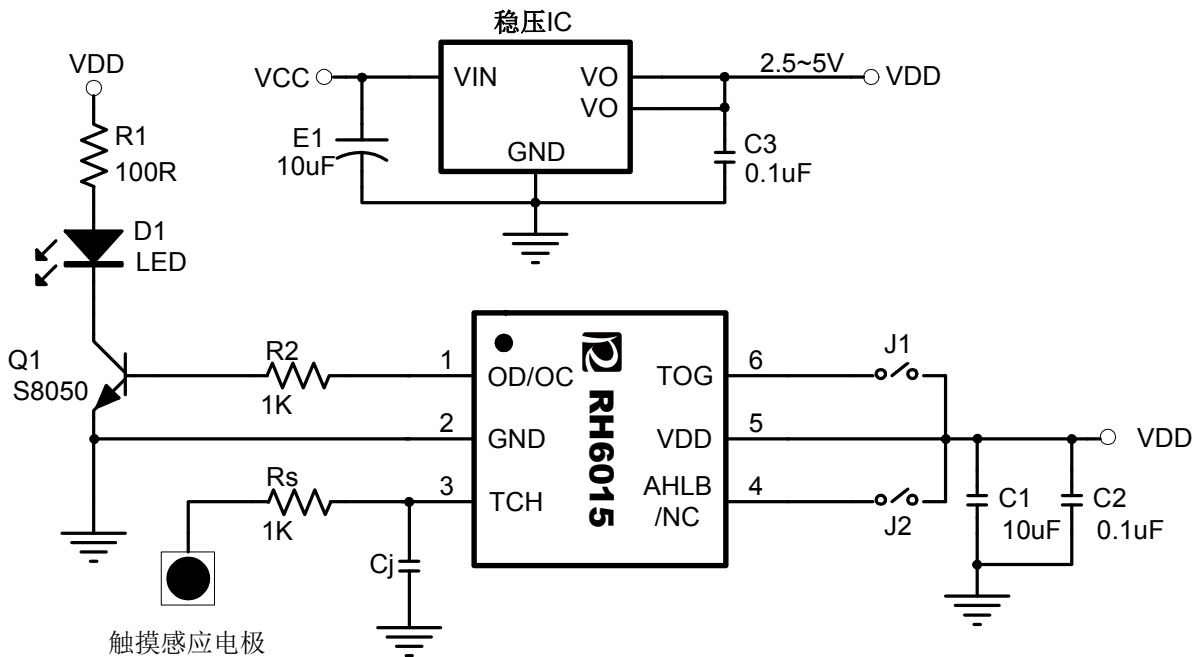 稳压IC
VDD
VCC
VIN
VO
2.5~5V
VDD
VO
R1
100R
E1
10uF
GND
C3
0.1uF
D1
LED
Q1
S8050
R2
1K
1
OD/OC
RH6015
TOG
6
J1
2
GND
VDD
5
VDD
Rs
1K
3
TCH
AHLB
/NC
4
J2
C1
10uF
C2
0.1uF
Cj
触摸感应电极